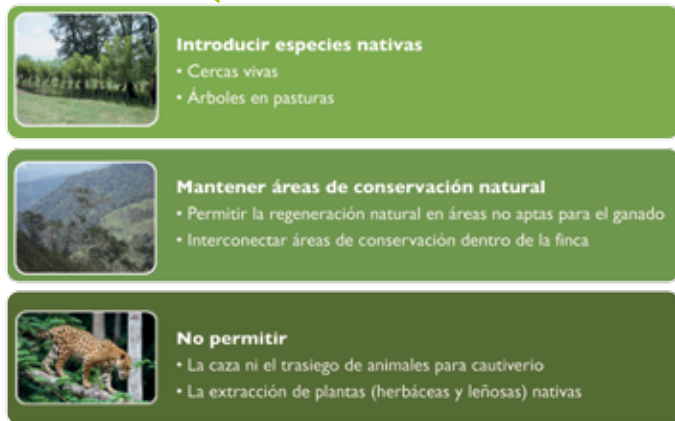 Introducir especies nativas
• Cercas vivas
• Árboles en pasturas
Mantener áreas de conservación natural
• Permitir la regeneración natural en áreas no aptas para el ganado
• Interconectar áreas de conservación dentro de la finca
No permitir
• La caza ni el trasiego de animales para cautiverio
• La extracción de plantas (herbáceas y leñosas) nativas